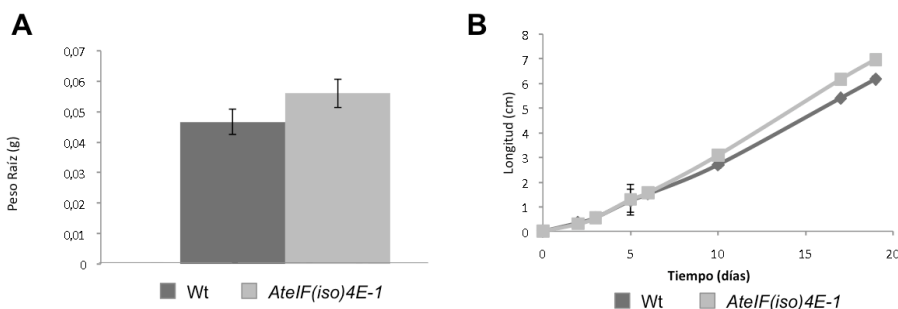 A
0,07
0,06
0,05
0,04
0,03
0,02
0,01
0
Peso Raíz (g)
Wt AteIF(iso)4E-1
B
8
7
6
5
4
3
2
1
0
Longitud (cm)
0 5 10 15 20
Tiempo (días)
Wt AteIF(iso)4E-1